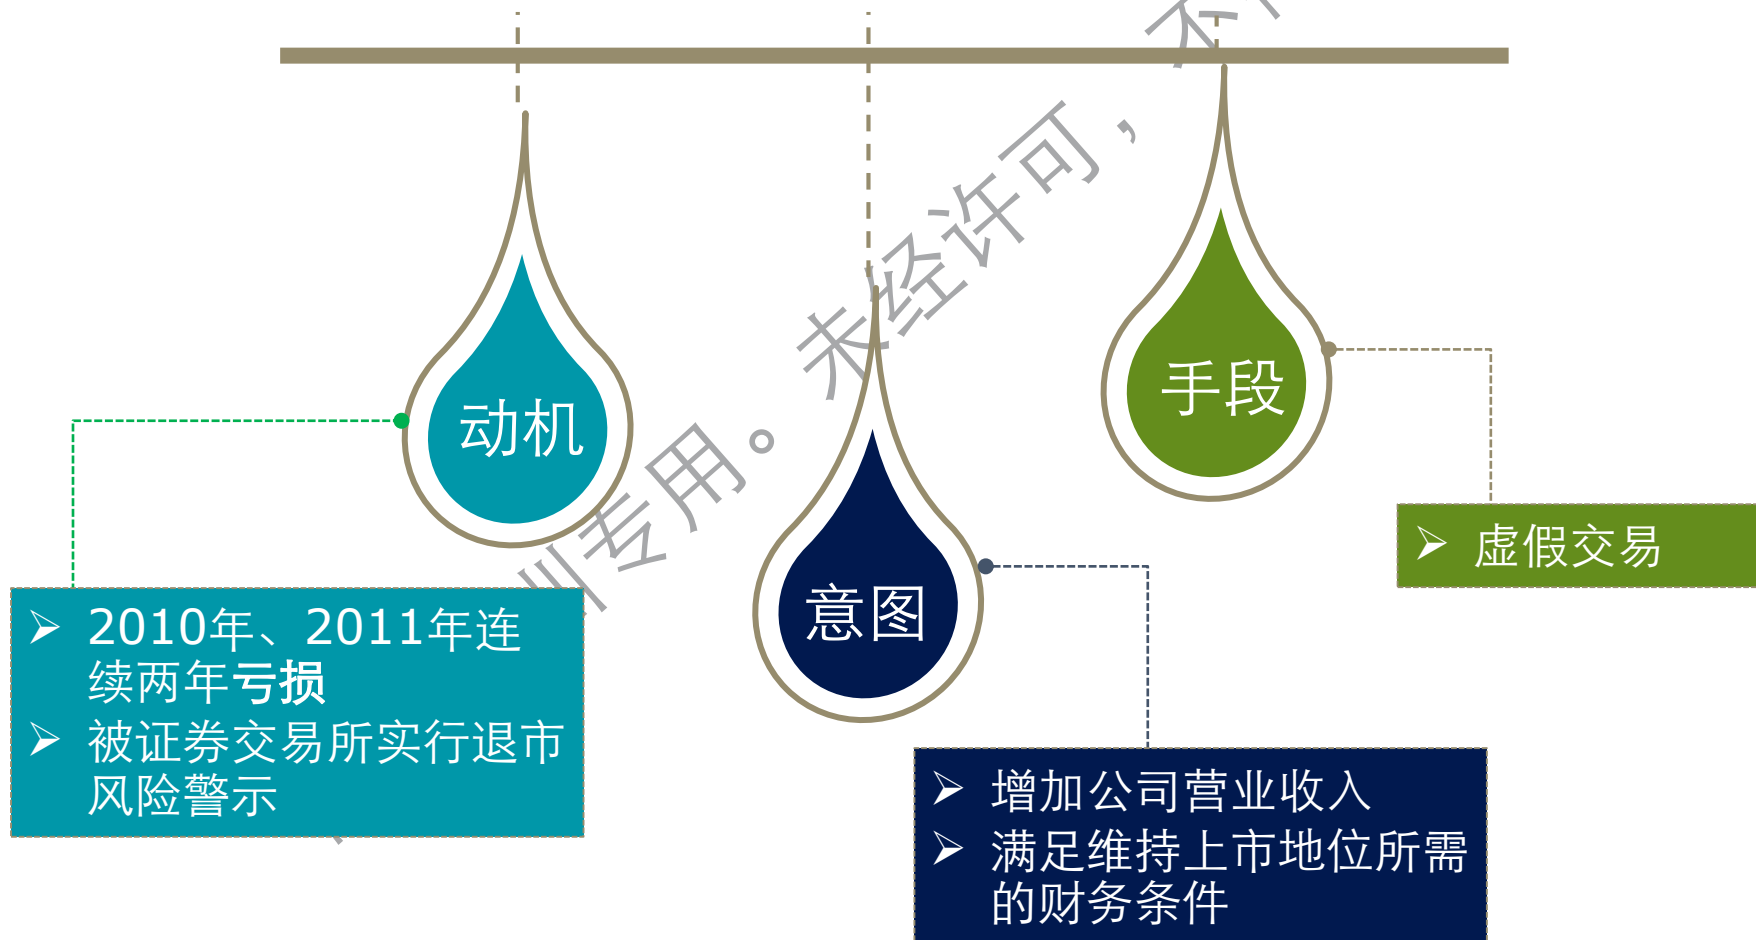 动机
2010年、2011年连
续两年亏损
被证券交易所实行退市
风险警示
意图
增加公司营业收入
满足维持上市地位所需
的财务条件
手段
虚假交易
专用。未经许可，不